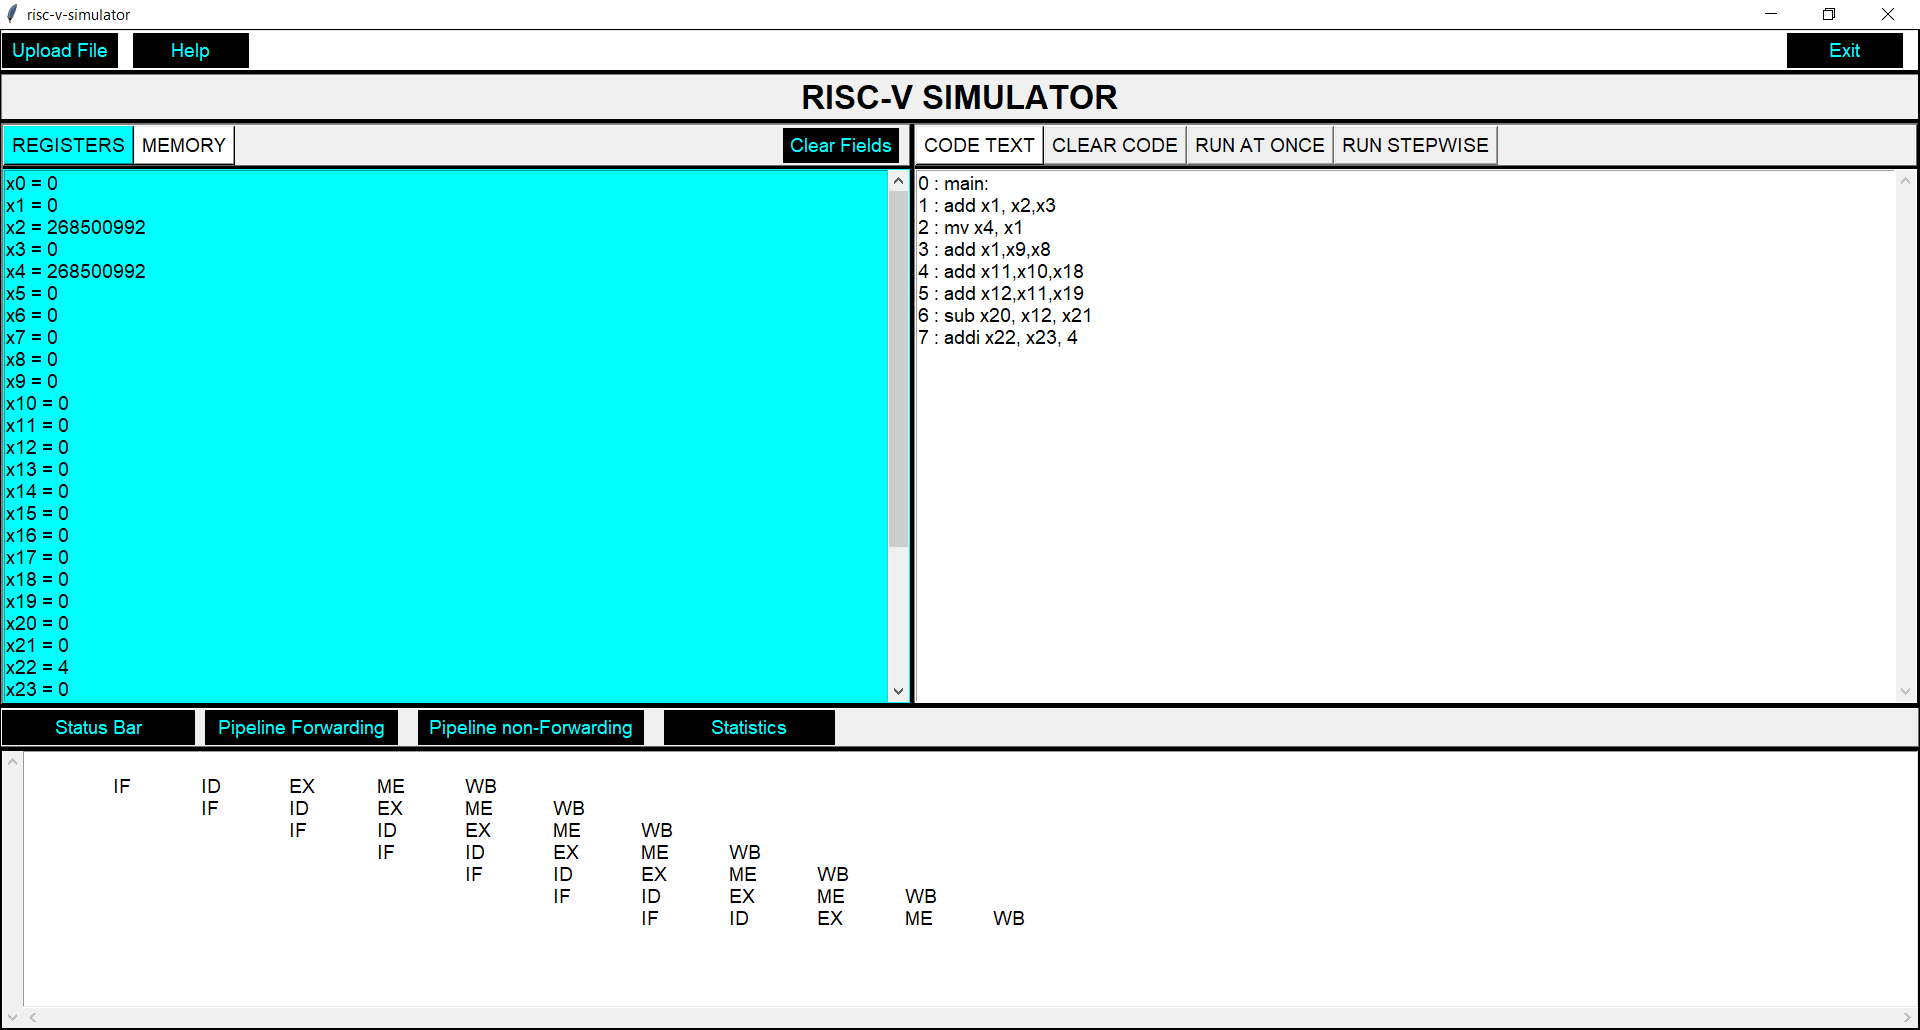 risc-v-simulator
Upload File Help Exit
RISC-V SIMULATOR
REGISTERS MEMORY Clear Fields
x0 = 0
x1 = 0
x2 = 268500992
x3 = 0
x4 = 268500992
x5 = 0
x6 = 0
x7 = 0
x8 = 0
x9 = 0
x10 = 0
x11 = 0
x12 = 0
x13 = 0
x14 = 0
x15 = 0
x16 = 0
x17 = 0
x18 = 0
x19 = 0
x20 = 0
x21 = 0
x22 = 4
x23 = 0
CODE TEXT CLEAR CODE RUN AT ONCE RUN STEPWISE
0 : main:
1 : add x1, x2,x3
2 : mv x4, x1
3 : add x1,x9,x8
4 : add x11,x10,x18
5 : add x12,x11,x19
6 : sub x20, x12, x21
7 : addi x22, x23, 4
Status Bar Pipeline Forwarding Pipeline non-Forwarding Statistics
IF ID EX ME WB
IF ID EX ME WB
IF ID EX ME WB
IF ID EX ME WB
IF ID EX ME WB
IF ID EX ME WB
IF ID EX ME WB